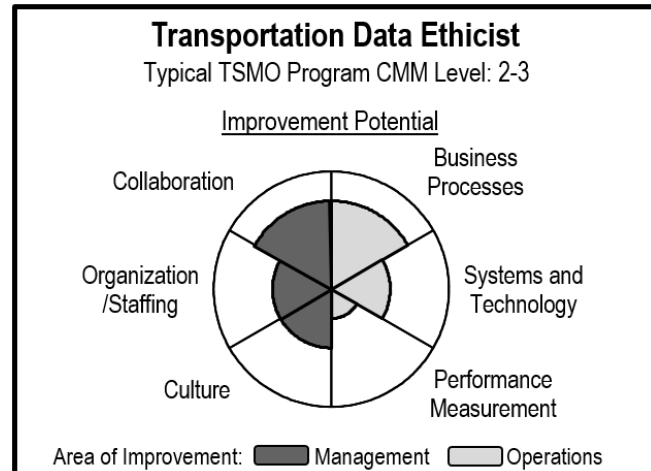 Transportation Data Ethicist
Typical TSMO Program CMM Level: 2-3
Improvement Potential
Collaboration
Business
Processes
Organization
/Staffing
Systems and
Technology
Culture
Performance
Measurement
Area of Improvement: Management Operations